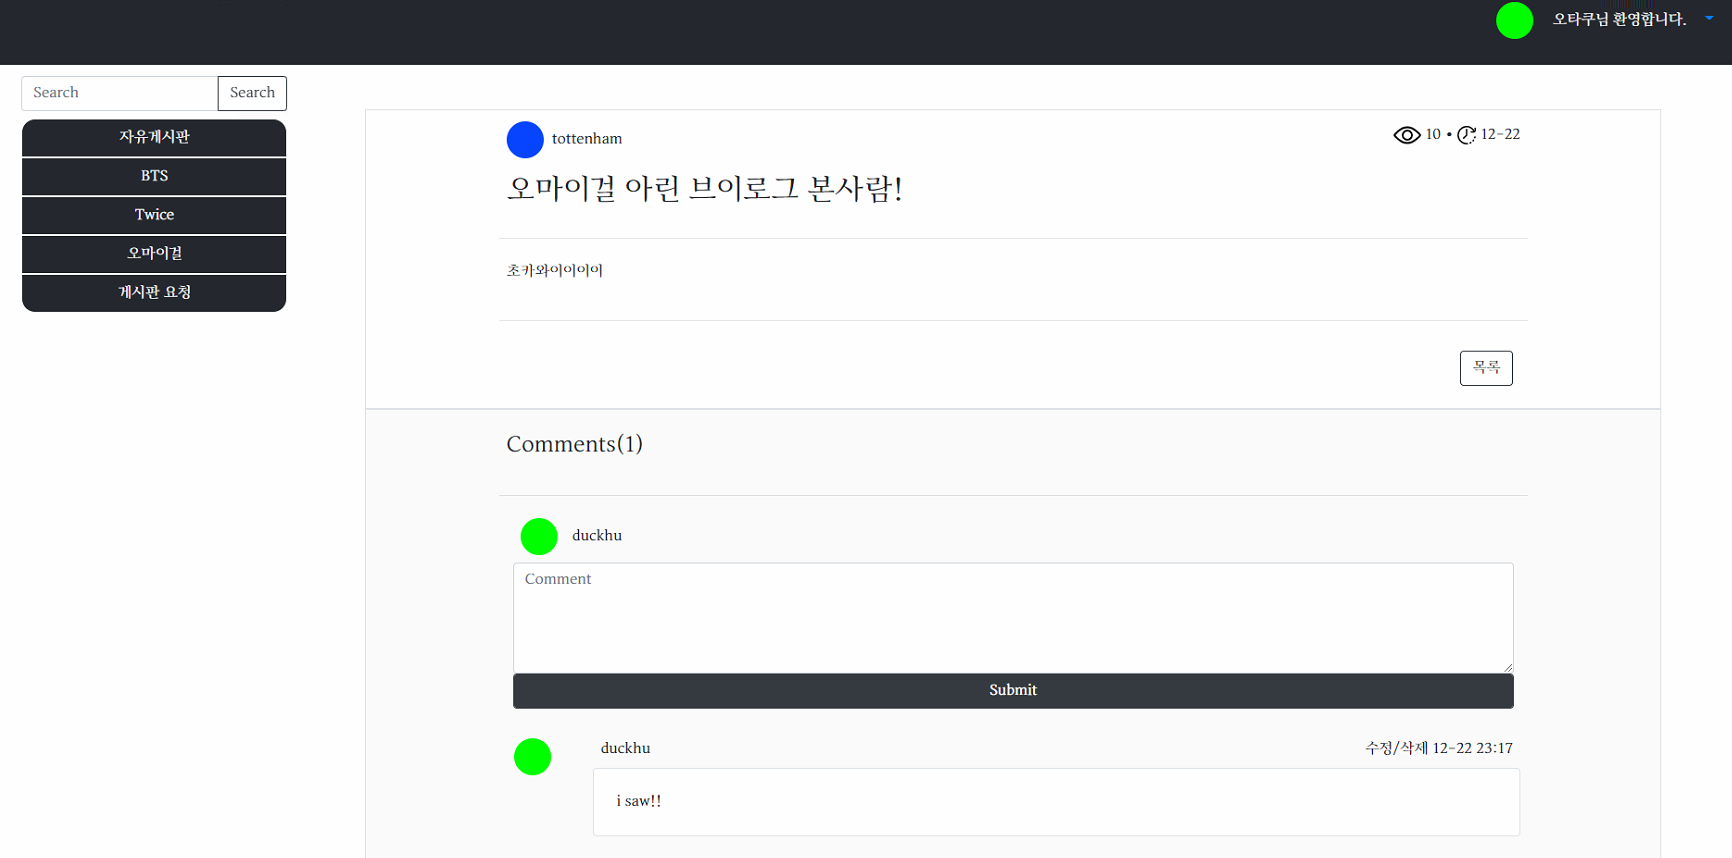 오타쿠님 환영합니다.
Search Search
자유게시판
BTS
Twice
오마이걸
게시판 요청
tottenham 10 • 12-22
오마이걸 아린 브이로그 본사람!
초카와이이이이
목록
Comments(1)
duckhu
Comment
Submit
duckhu 수정/삭제 12-22 23:17
i saw!!